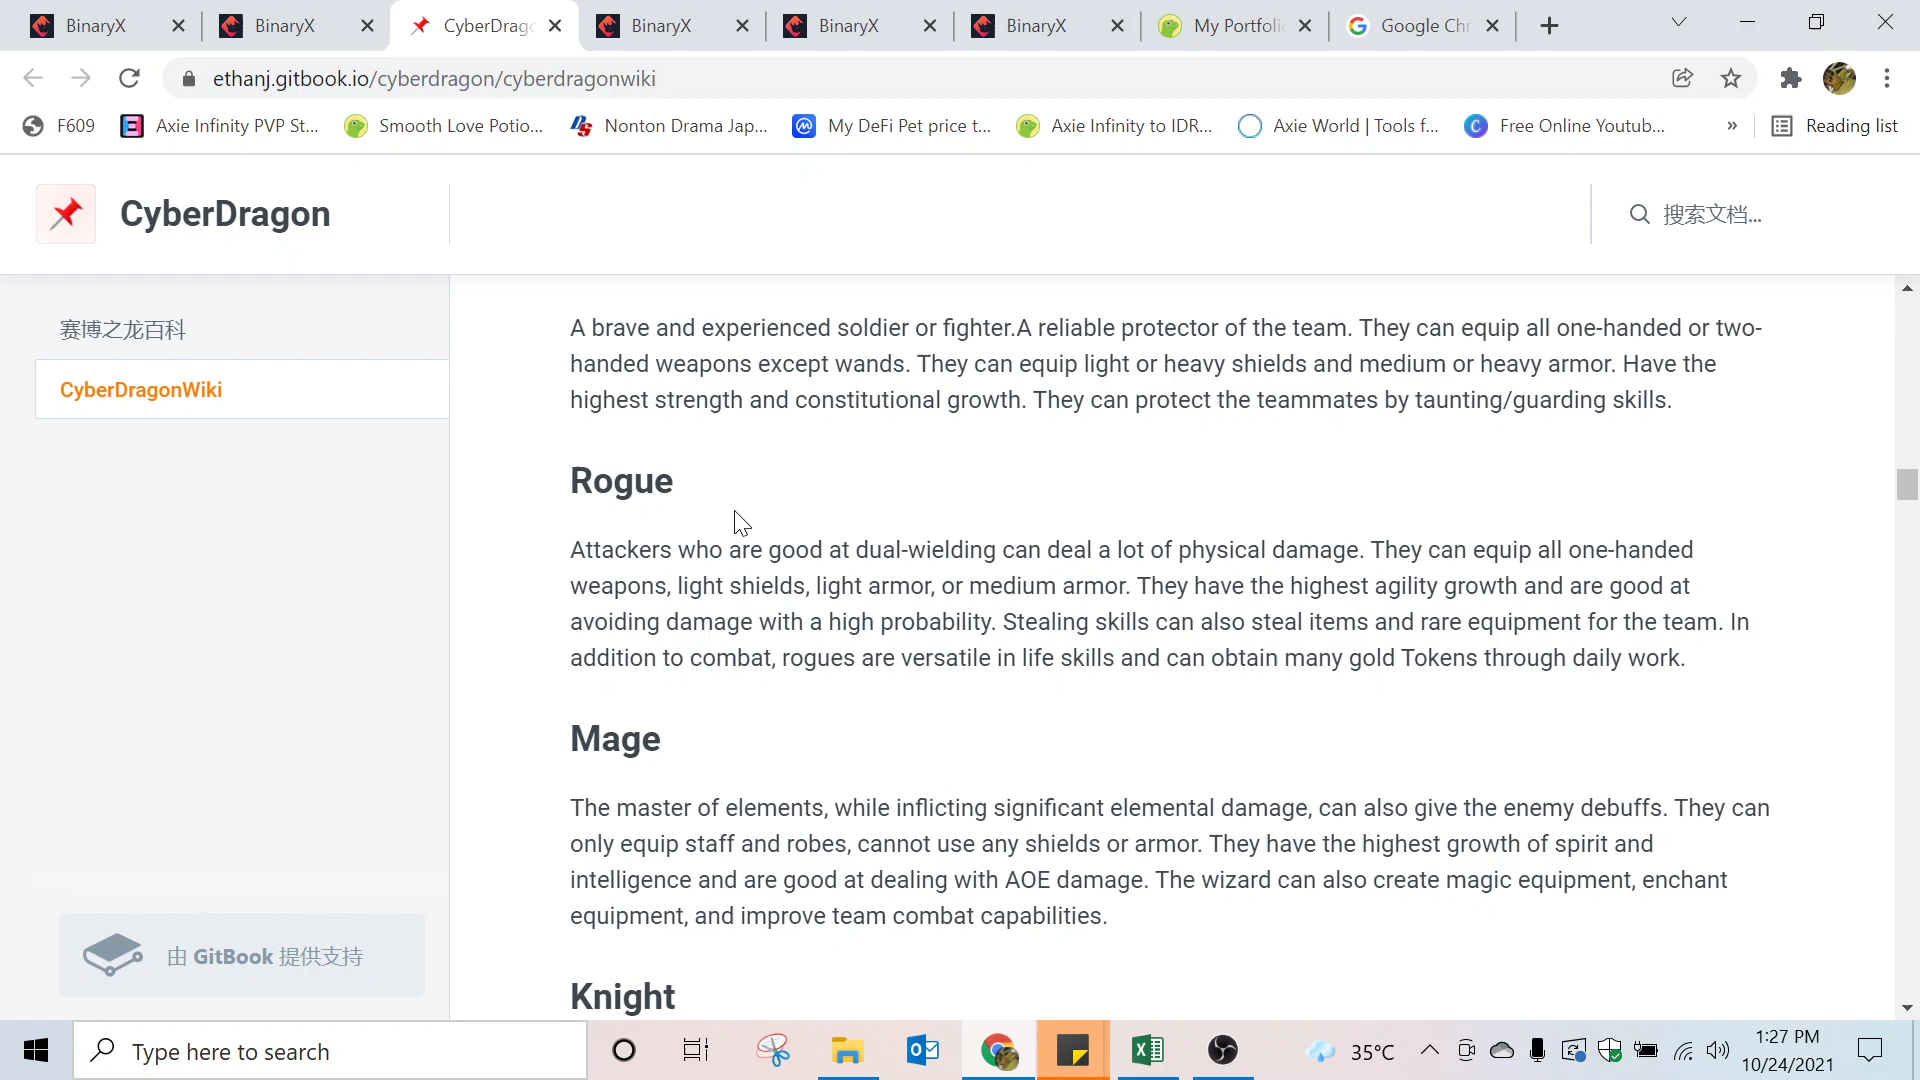 BinaryX
BinaryX
CyberDrago
BinaryX
BinaryX
BinaryX
My Portfoli
Google Chr
ethanj.gitbook.io/cyberdragon/cyberdragonwiki
F609
Axie Infinity PVP St...
Smooth Love Potio...
Nonton Drama Jap...
My DeFi Pet price t...
Axie Infinity to IDR...
Axie World | Tools f...
Free Online Youtub...
»
Reading list
CyberDragon
搜索文档...
赛博之龙百科
CyberDragonWiki
由 GitBook 提供支持
A brave and experienced soldier or fighter.A reliable protector of the team. They can equip all one-handed or two-
handed weapons except wands. They can equip light or heavy shields and medium or heavy armor. Have the
highest strength and constitutional growth. They can protect the teammates by taunting/guarding skills.
Rogue
Attackers who are good at dual-wielding can deal a lot of physical damage. They can equip all one-handed
weapons, light shields, light armor, or medium armor. They have the highest agility growth and are good at
avoiding damage with a high probability. Stealing skills can also steal items and rare equipment for the team. In
addition to combat, rogues are versatile in life skills and can obtain many gold Tokens through daily work.
Mage
The master of elements, while inflicting significant elemental damage, can also give the enemy debuffs. They can
only equip staff and robes, cannot use any shields or armor. They have the highest growth of spirit and
intelligence and are good at dealing with AOE damage. The wizard can also create magic equipment, enchant
equipment, and improve team combat capabilities.
Knight
Type here to search
35°C
1:27 PM
10/24/2021